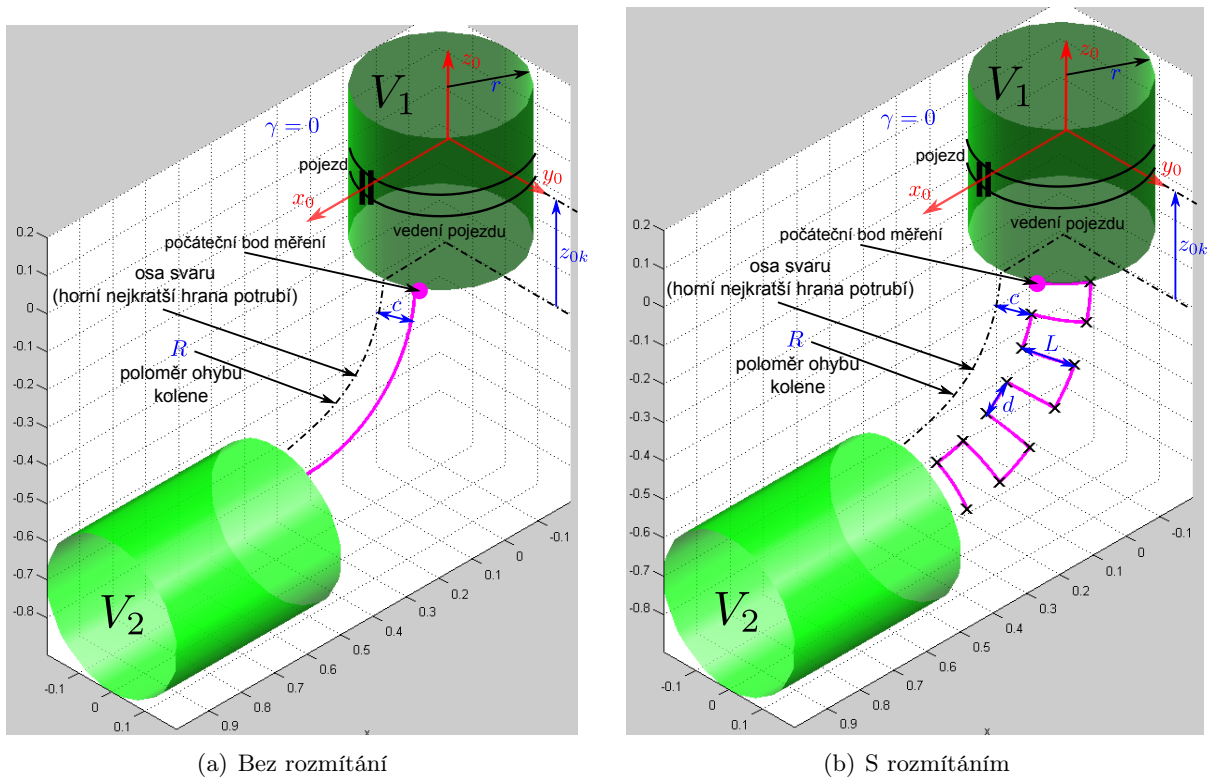 z₀
V₁
r
γ = 0
pojezd
x₀
y₀
vedení pojezdu
z₀ₖ
počáteční bod měření
osa svaru
(horní nejkratší hrana potrubí)
c
R
poloměr ohybu
kolene
V₂
0.2
0.1
0
-0.1
-0.2
-0.3
-0.4
-0.5
-0.6
-0.7
-0.8
-0.1
0
0.1
0.9
0.8
0.7
0.6
0.5
0.4
0.3
0.2
0.1
0
-0.1
x
(a) Bez rozmítání
z₀
V₁
r
γ = 0
pojezd
x₀
y₀
vedení pojezdu
z₀ₖ
počáteční bod měření
osa svaru
(horní nejkratší hrana potrubí)
c
L
R
poloměr ohybu
kolene
d
V₂
0.2
0.1
0
-0.1
-0.2
-0.3
-0.4
-0.5
-0.6
-0.7
-0.8
-0.1
0
0.1
0.9
0.8
0.7
0.6
0.5
0.4
0.3
0.2
0.1
0
-0.1
x
(b) S rozmítáním